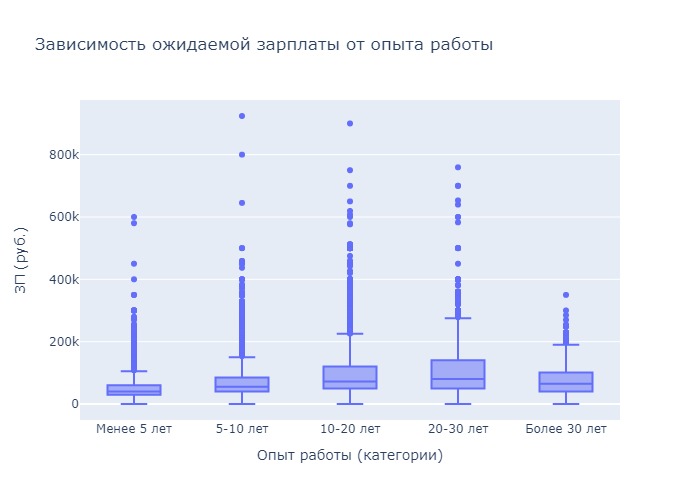 Зависимость ожидаемой зарплаты от опыта работы
800k
600k
400k
200k
0
ЗП (руб.)
Менее 5 лет 5-10 лет 10-20 лет 20-30 лет Более 30 лет
Опыт работы (категории)